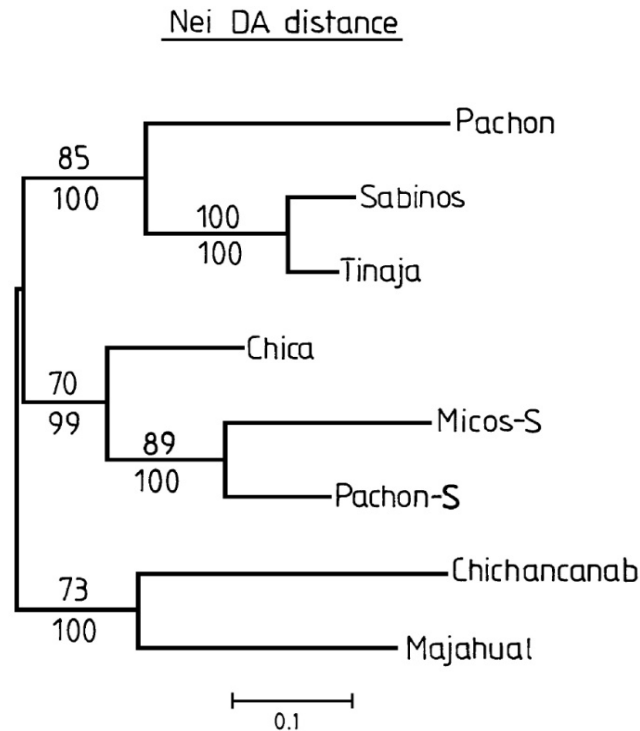 Nei DA distance
Pachon
85
100
Sabinos
100
100
Tinaja
Chica
70
99
Micos-S
89
100
Pachon-S
Chichancanab
73
100
Majahual
0.1